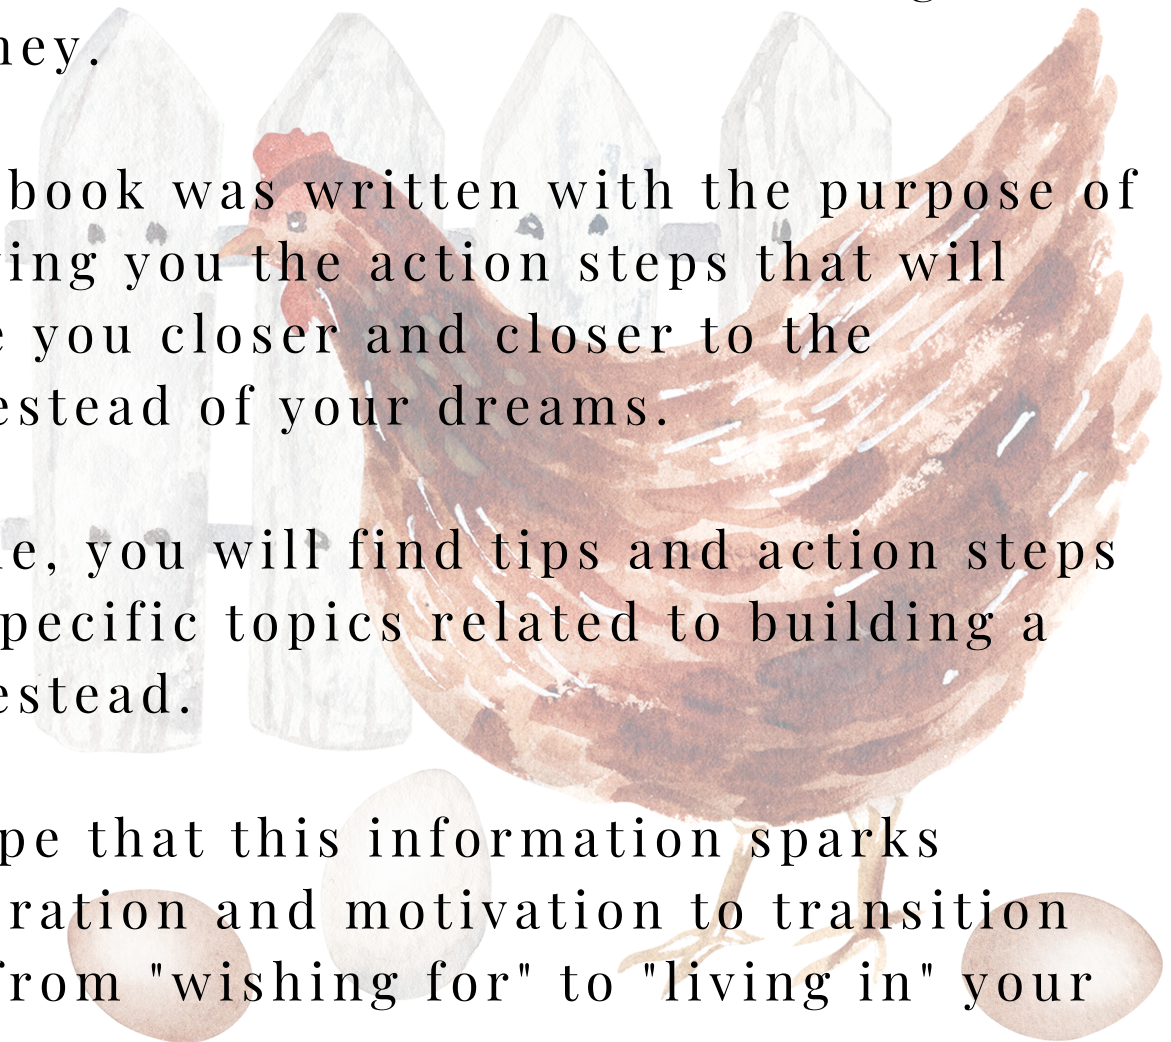 ney.
book was written with the purpose of
ing you the action steps that will
e you closer and closer to the
estead of your dreams.
le, you will find tips and action steps
pecific topics related to building a
estead.
pe that this information sparks
ration and motivation to transition
from "wishing for" to "living in" your